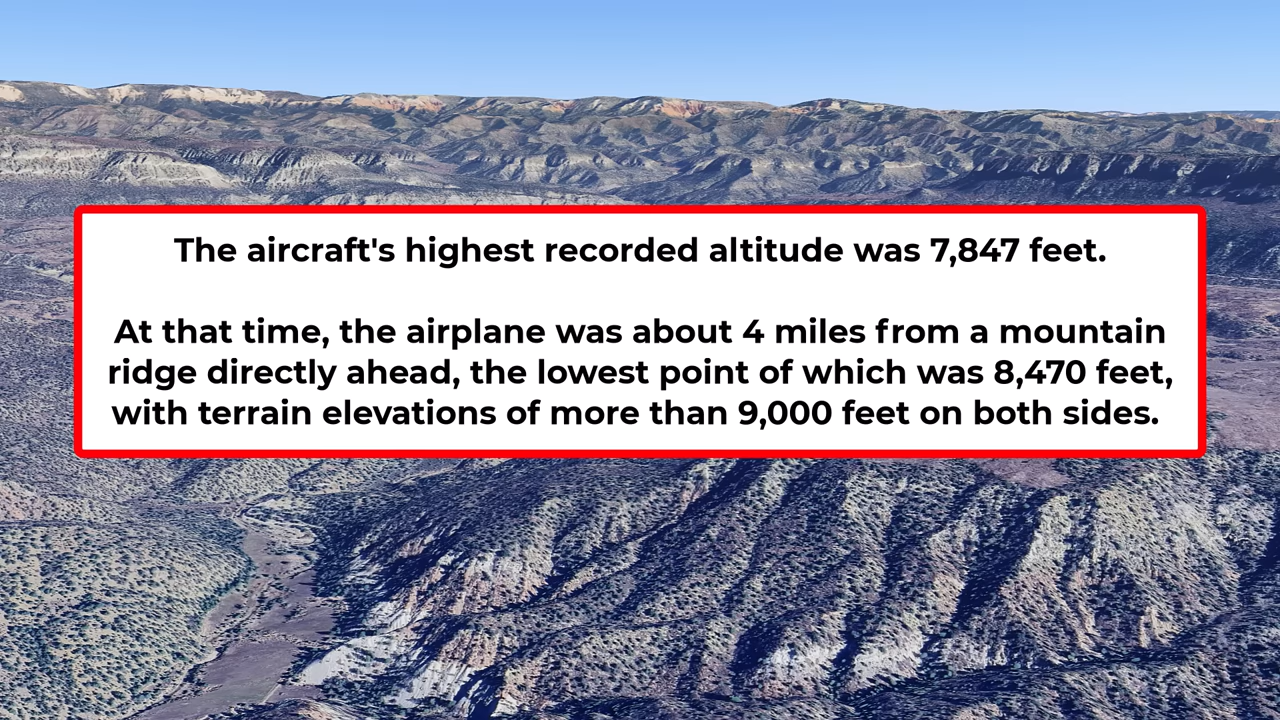 The aircraft's highest recorded altitude was 7,847 feet.
At that time, the airplane was about 4 miles from a mountain
ridge directly ahead, the lowest point of which was 8,470 feet,
with terrain elevations of more than 9,000 feet on both sides.